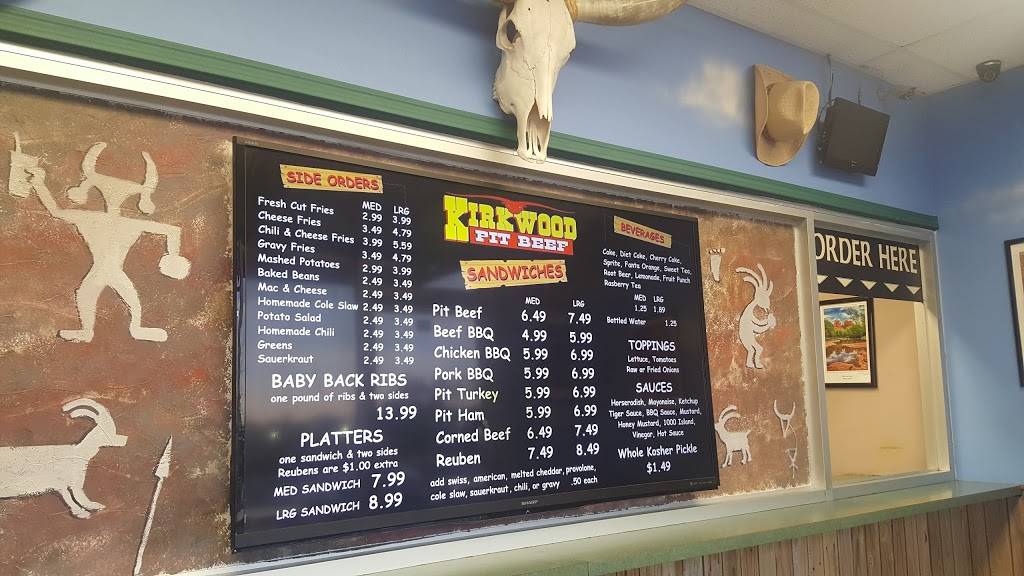 SIDE ORDERS
MED LRG
Fresh Cut Fries 2.99 3.99
Cheese Fries 3.49 4.79
Chili & Cheese Fries 3.99 5.59
Gravy Fries 3.49 4.79
Mashed Potatoes 2.99 3.99
Baked Beans 2.49 3.49
Mac & Cheese 2.49 3.49
Homemade Cole Slaw 2.49 3.49
Potato Salad 2.49 3.49
Homemade Chili 2.49 3.49
Greens 2.49 3.49
Sauerkraut 2.49 3.49
BABY BACK RIBS
one pound of ribs & two sides
13.99
PLATTERS
one sandwich & two sides
Reubens are $1.00 extra
MED SANDWICH 7.99
LRG SANDWICH 8.99
KIRKWOOD
PIT BEEF
SANDWICHES
MED LRG
Pit Beef 6.49 7.49
Beef BBQ 4.99 5.99
Chicken BBQ 5.99 6.99
Pork BBQ 5.99 6.99
Pit Turkey 5.99 6.99
Pit Ham 5.99 6.99
Corned Beef 6.49 7.49
Reuben 7.49 8.49
add swiss, american, melted cheddar, provolane,
cole slaw, sauerkraut, chili, or gravy .50 each
SHARP
BEVERAGES
Coke, Diet Coke, Cherry Coke,
Sprite, Fanta Orange, Sweet Tea,
Root Beer, Lemonade, Fruit Punch
Rasberry Tea
MED LRG
1.25 1.69
Bottled Water 1.25
TOPPINGS
Lettuce, Tomatoes
Raw or Fried Onions
SAUCES
Horseradish, Mayonaise, Ketchup
Tiger Sauce, BBQ Sauce, Mustard,
Honey Mustard, 1000 Island,
Vinegar, Hot Sauce
Whole Kosher Pickle
$1.49
ORDER HERE